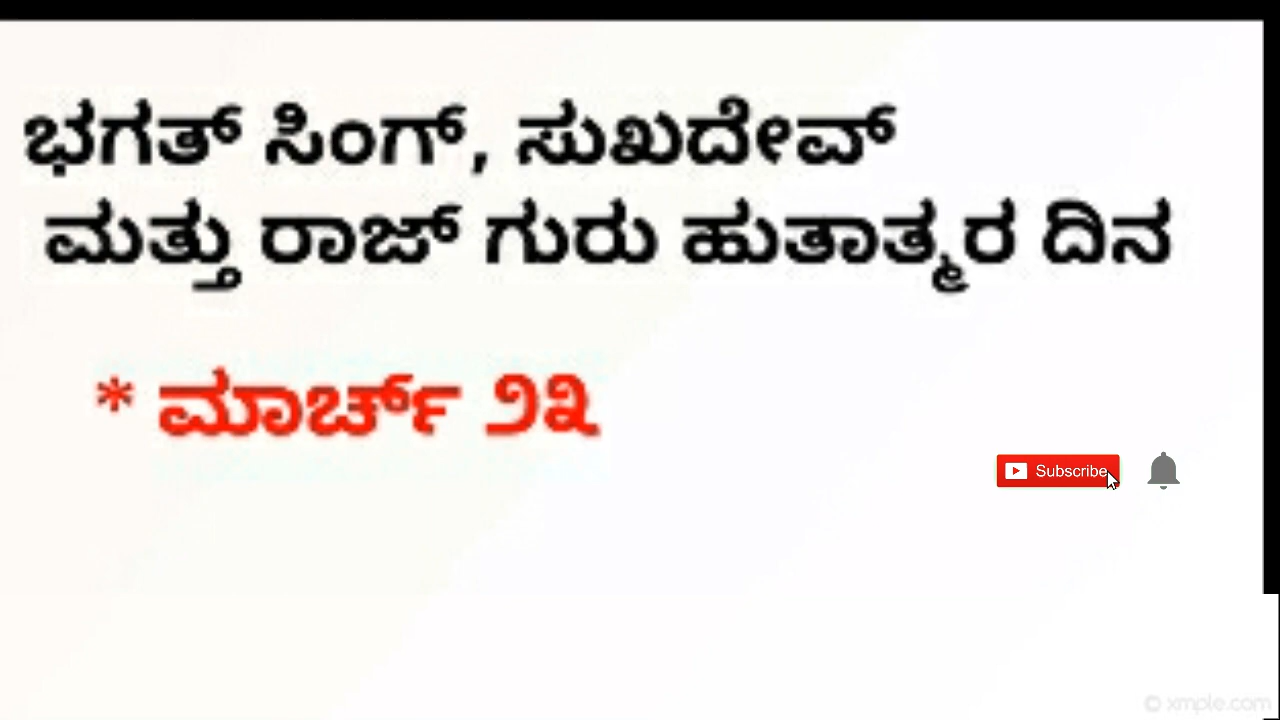 ಭಗತ್ ಸಿಂಗ್, ಸುಖದೇವ್
ಮತ್ತು ರಾಜ್ ಗುರು ಹುತಾತ್ಮರ ದಿನ
* ಮಾರ್ಚ್ ೨೩
Subscribe
© xmple.com